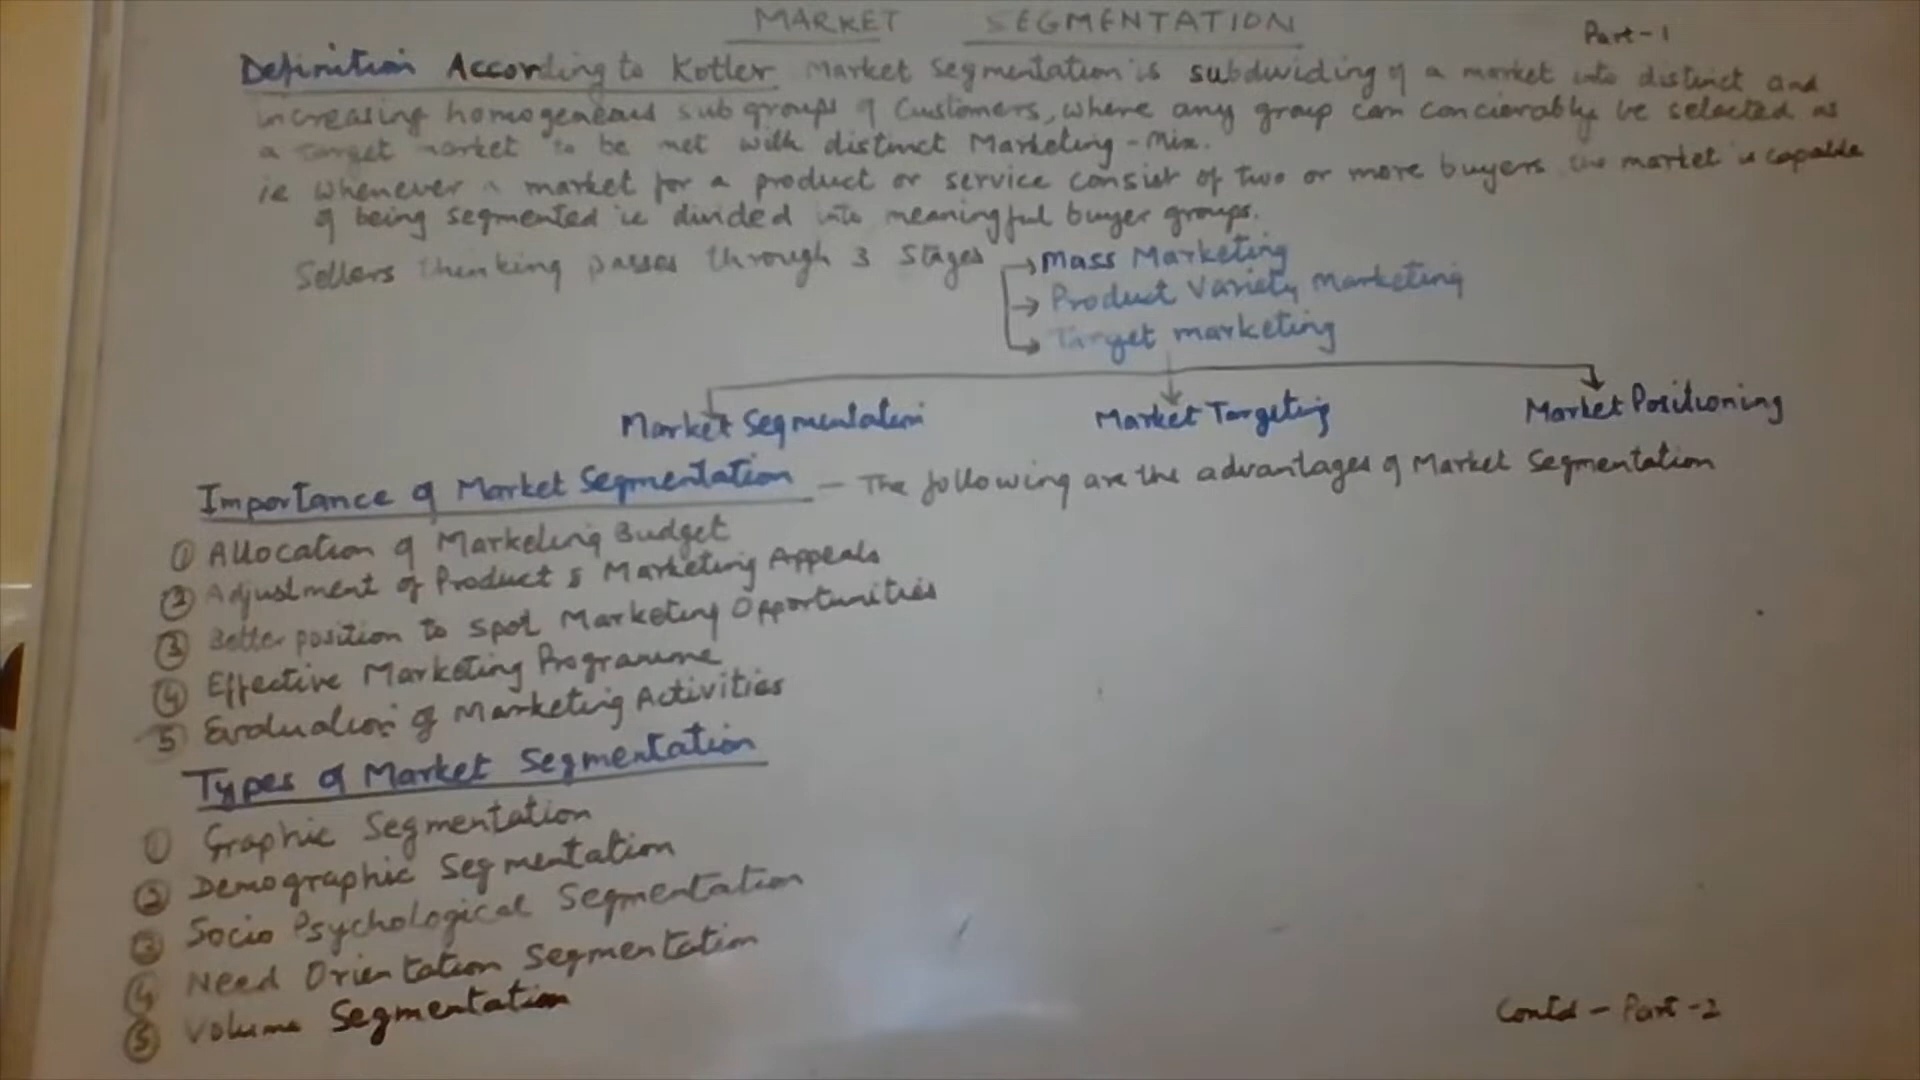 MARKET SEGMENTATION
Part-1
Definition According to Kotler Market Segmentation is subdividing of a market into distinct and
increasing homogeneous sub groups of Customers, where any group can concievably be selected as
a target market to be met with distinct Marketing-Mix.
ie whenever a market for a product or service consist of two or more buyers the market is capable
of being segmented ie divided into meaningful buyer groups.
Sellers thinking passes through 3 stages
→ Mass Marketing
→ Product Variety Marketing
→ Target marketing
Market Segmentation Market Targeting Market Positioning
Importance of Market Segmentation – The following are the advantages of Market Segmentation
① Allocation of Marketing Budget
② Adjustment of Product & Marketing Appeals
③ Better position to spot Marketing Opportunities
④ Effective Marketing Programme
5 Evaluation of Marketing Activities
Types of Market Segmentation
① Graphic Segmentation
② Demographic Segmentation
③ Socio Psychological Segmentation
④ Need Orientation Segmentation
⑤ Volume Segmentation
Contd – Part-2